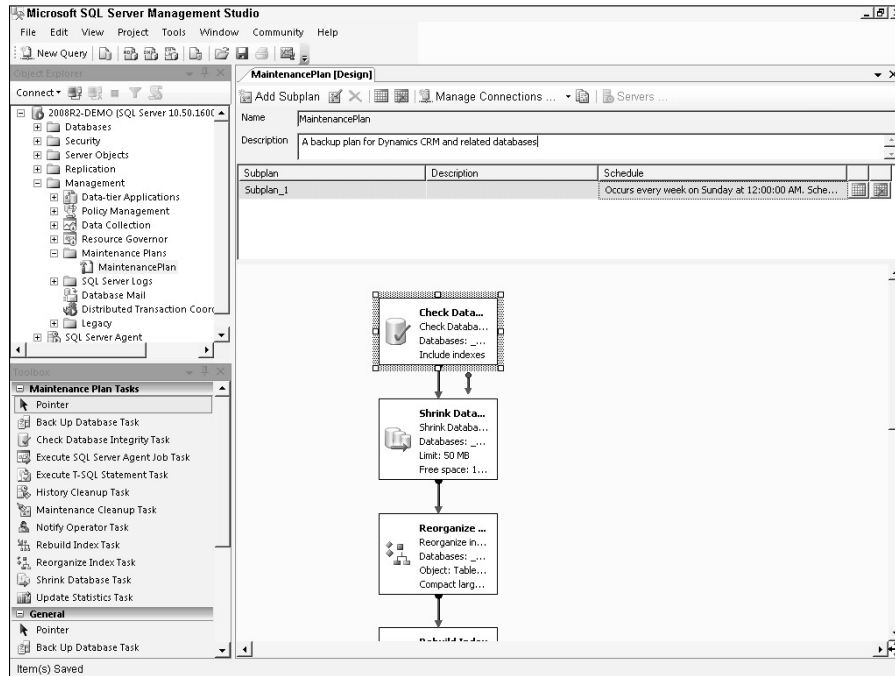 Microsoft SQL Server Management Studio
File Edit View Project Tools Window Community Help
New Query
Object Explorer
Connect
2008R2-DEMO (SQL Server 10.50.160
Databases
Security
Server Objects
Replication
Management
Data-tier Applications
Policy Management
Data Collection
Resource Governor
Maintenance Plans
MaintenancePlan
SQL Server Logs
Database Mail
Distributed Transaction Coor
Legacy
SQL Server Agent
Toolbox
Maintenance Plan Tasks
Pointer
Back Up Database Task
Check Database Integrity Task
Execute SQL Server Agent Job Task
Execute T-SQL Statement Task
History Cleanup Task
Maintenance Cleanup Task
Notify Operator Task
Rebuild Index Task
Reorganize Index Task
Shrink Database Task
Update Statistics Task
General
Pointer
Back Up Database Task
Item(s) Saved
MaintenancePlan [Design]
Add Subplan Manage Connections ... Servers ...
Name MaintenancePlan
Description A backup plan for Dynamics CRM and related databases
Subplan Description Schedule
Subplan_1 Occurs every week on Sunday at 12:00:00 AM. Sche...
Check Data...
Check Databa...
Databases: _...
Include indexes
Shrink Data...
Shrink Databa...
Databases: _...
Limit: 50 MB
Free space: 1...
Reorganize ...
Reorganize in...
Databases: _...
Object: Table...
Compact larg...
Rebuild Index